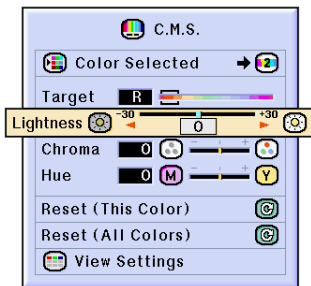 C.M.S.
Color Selected 2
Target R
Lightness -30 0 +30
Chroma 0 - +
Hue 0 M Y
Reset (This Color)
Reset (All Colors)
View Settings